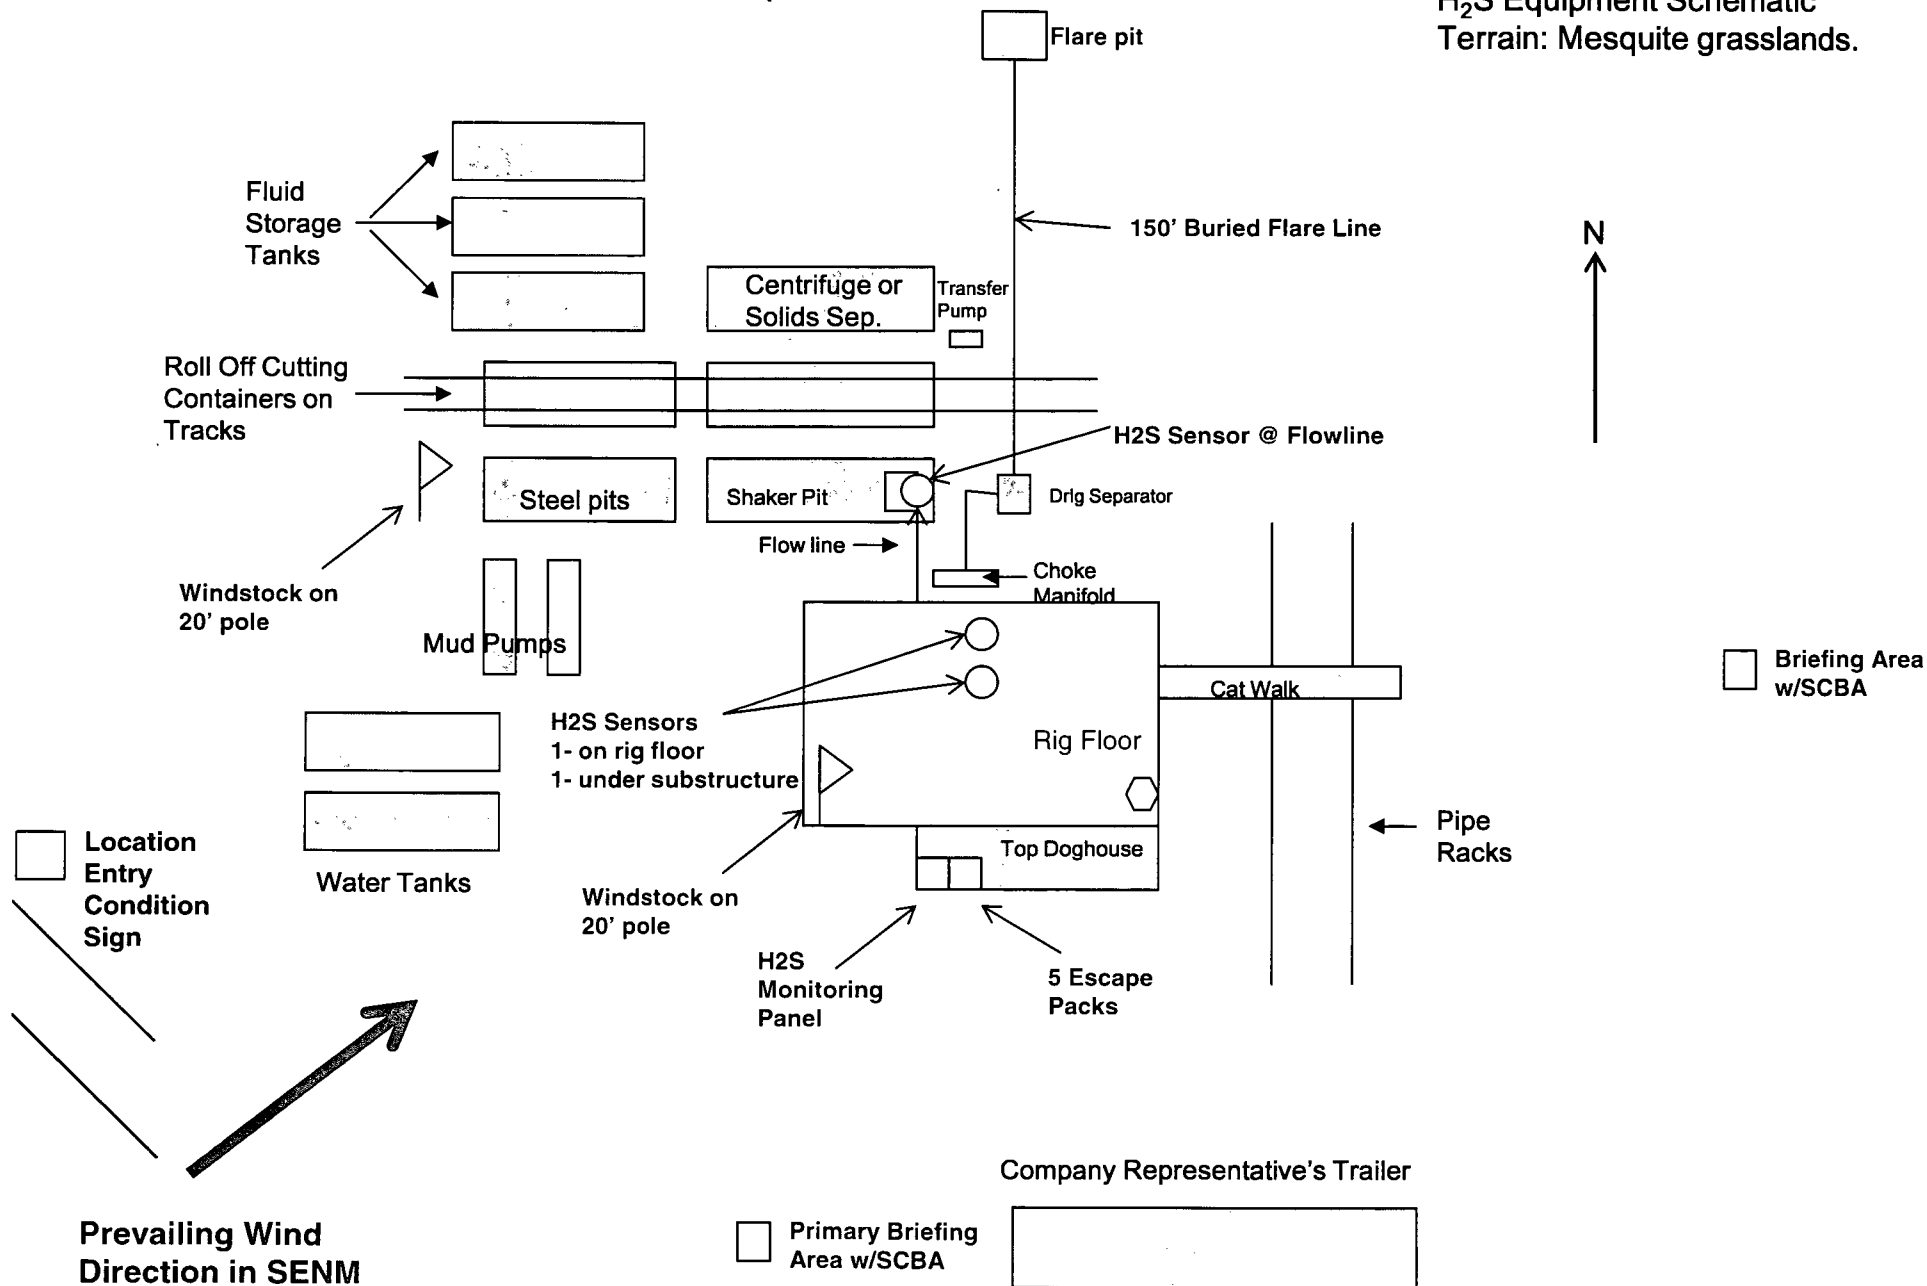 H₂S Equipment Schematic
Terrain: Mesquite grasslands.
Flare pit
Fluid
Storage
Tanks
150' Buried Flare Line
N
Centrifuge or
Solids Sep.
Transfer
Pump
Roll Off Cutting
Containers on
Tracks
H2S Sensor @ Flowline
Steel pits
Shaker Pit
Drlg Separator
Flow line
Choke
Manifold
Windstock on
20' pole
Mud Pumps
Briefing Area
w/SCBA
Cat Walk
H2S Sensors
1- on rig floor
1- under substructure
Rig Floor
Location
Entry
Condition
Sign
Water Tanks
Top Doghouse
Pipe
Racks
Windstock on
20' pole
H2S
Monitoring
Panel
5 Escape
Packs
Company Representative's Trailer
Prevailing Wind
Direction in SENM
Primary Briefing
Area w/SCBA